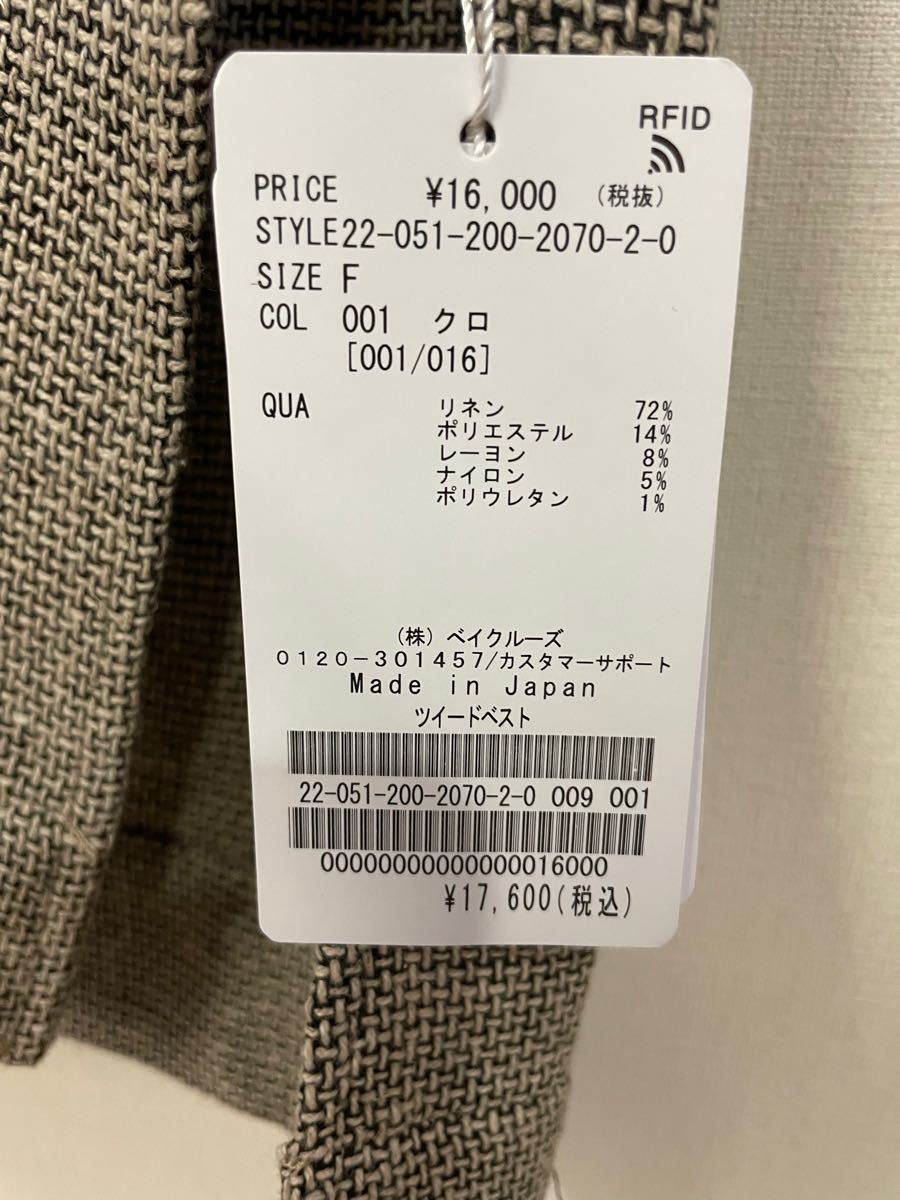 RFID
PRICE ¥16,000 (税抜)
STYLE22-051-200-2070-2-0
SIZE F
COL 001 クロ
[001/016]
QUA リネン 72%
ポリエステル 14%
レーヨン 8%
ナイロン 5%
ポリウレタン 1%
(株) ベイクルーズ
0120-301457/カスタマーサポート
Made in Japan
ツイードベスト
22-051-200-2070-2-0 009 001
00000000000000016000
¥17,600(税込)